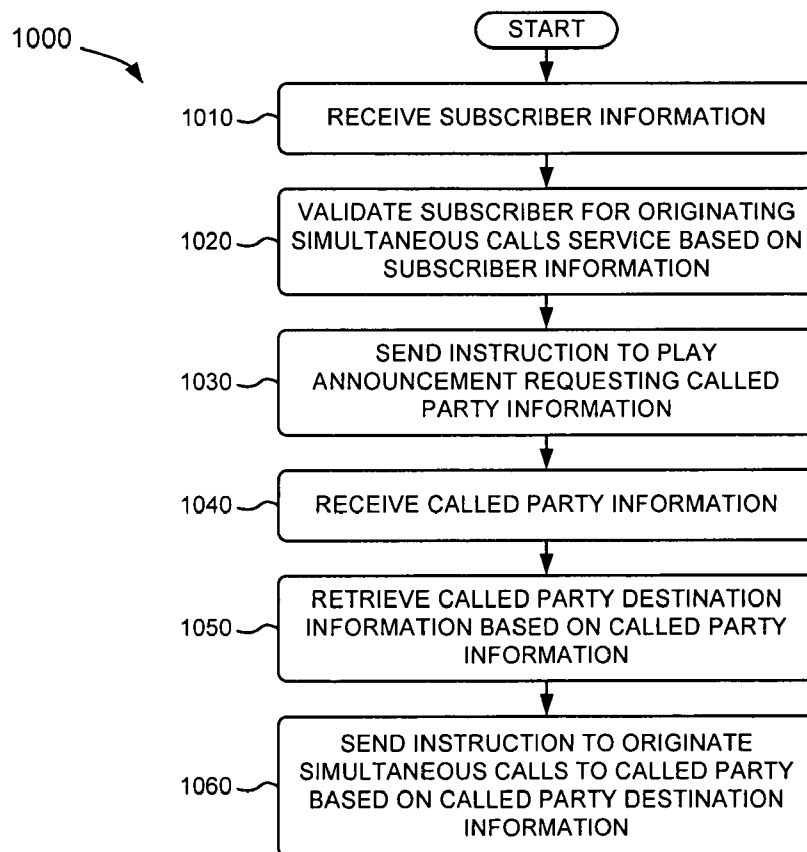 START
1000
1010
RECEIVE SUBSCRIBER INFORMATION
1020
VALIDATE SUBSCRIBER FOR ORIGINATING
SIMULTANEOUS CALLS SERVICE BASED ON
SUBSCRIBER INFORMATION
1030
SEND INSTRUCTION TO PLAY
ANNOUNCEMENT REQUESTING CALLED
PARTY INFORMATION
1040
RECEIVE CALLED PARTY INFORMATION
1050
RETRIEVE CALLED PARTY DESTINATION
INFORMATION BASED ON CALLED PARTY
INFORMATION
1060
SEND INSTRUCTION TO ORIGINATE
SIMULTANEOUS CALLS TO CALLED PARTY
BASED ON CALLED PARTY DESTINATION
INFORMATION